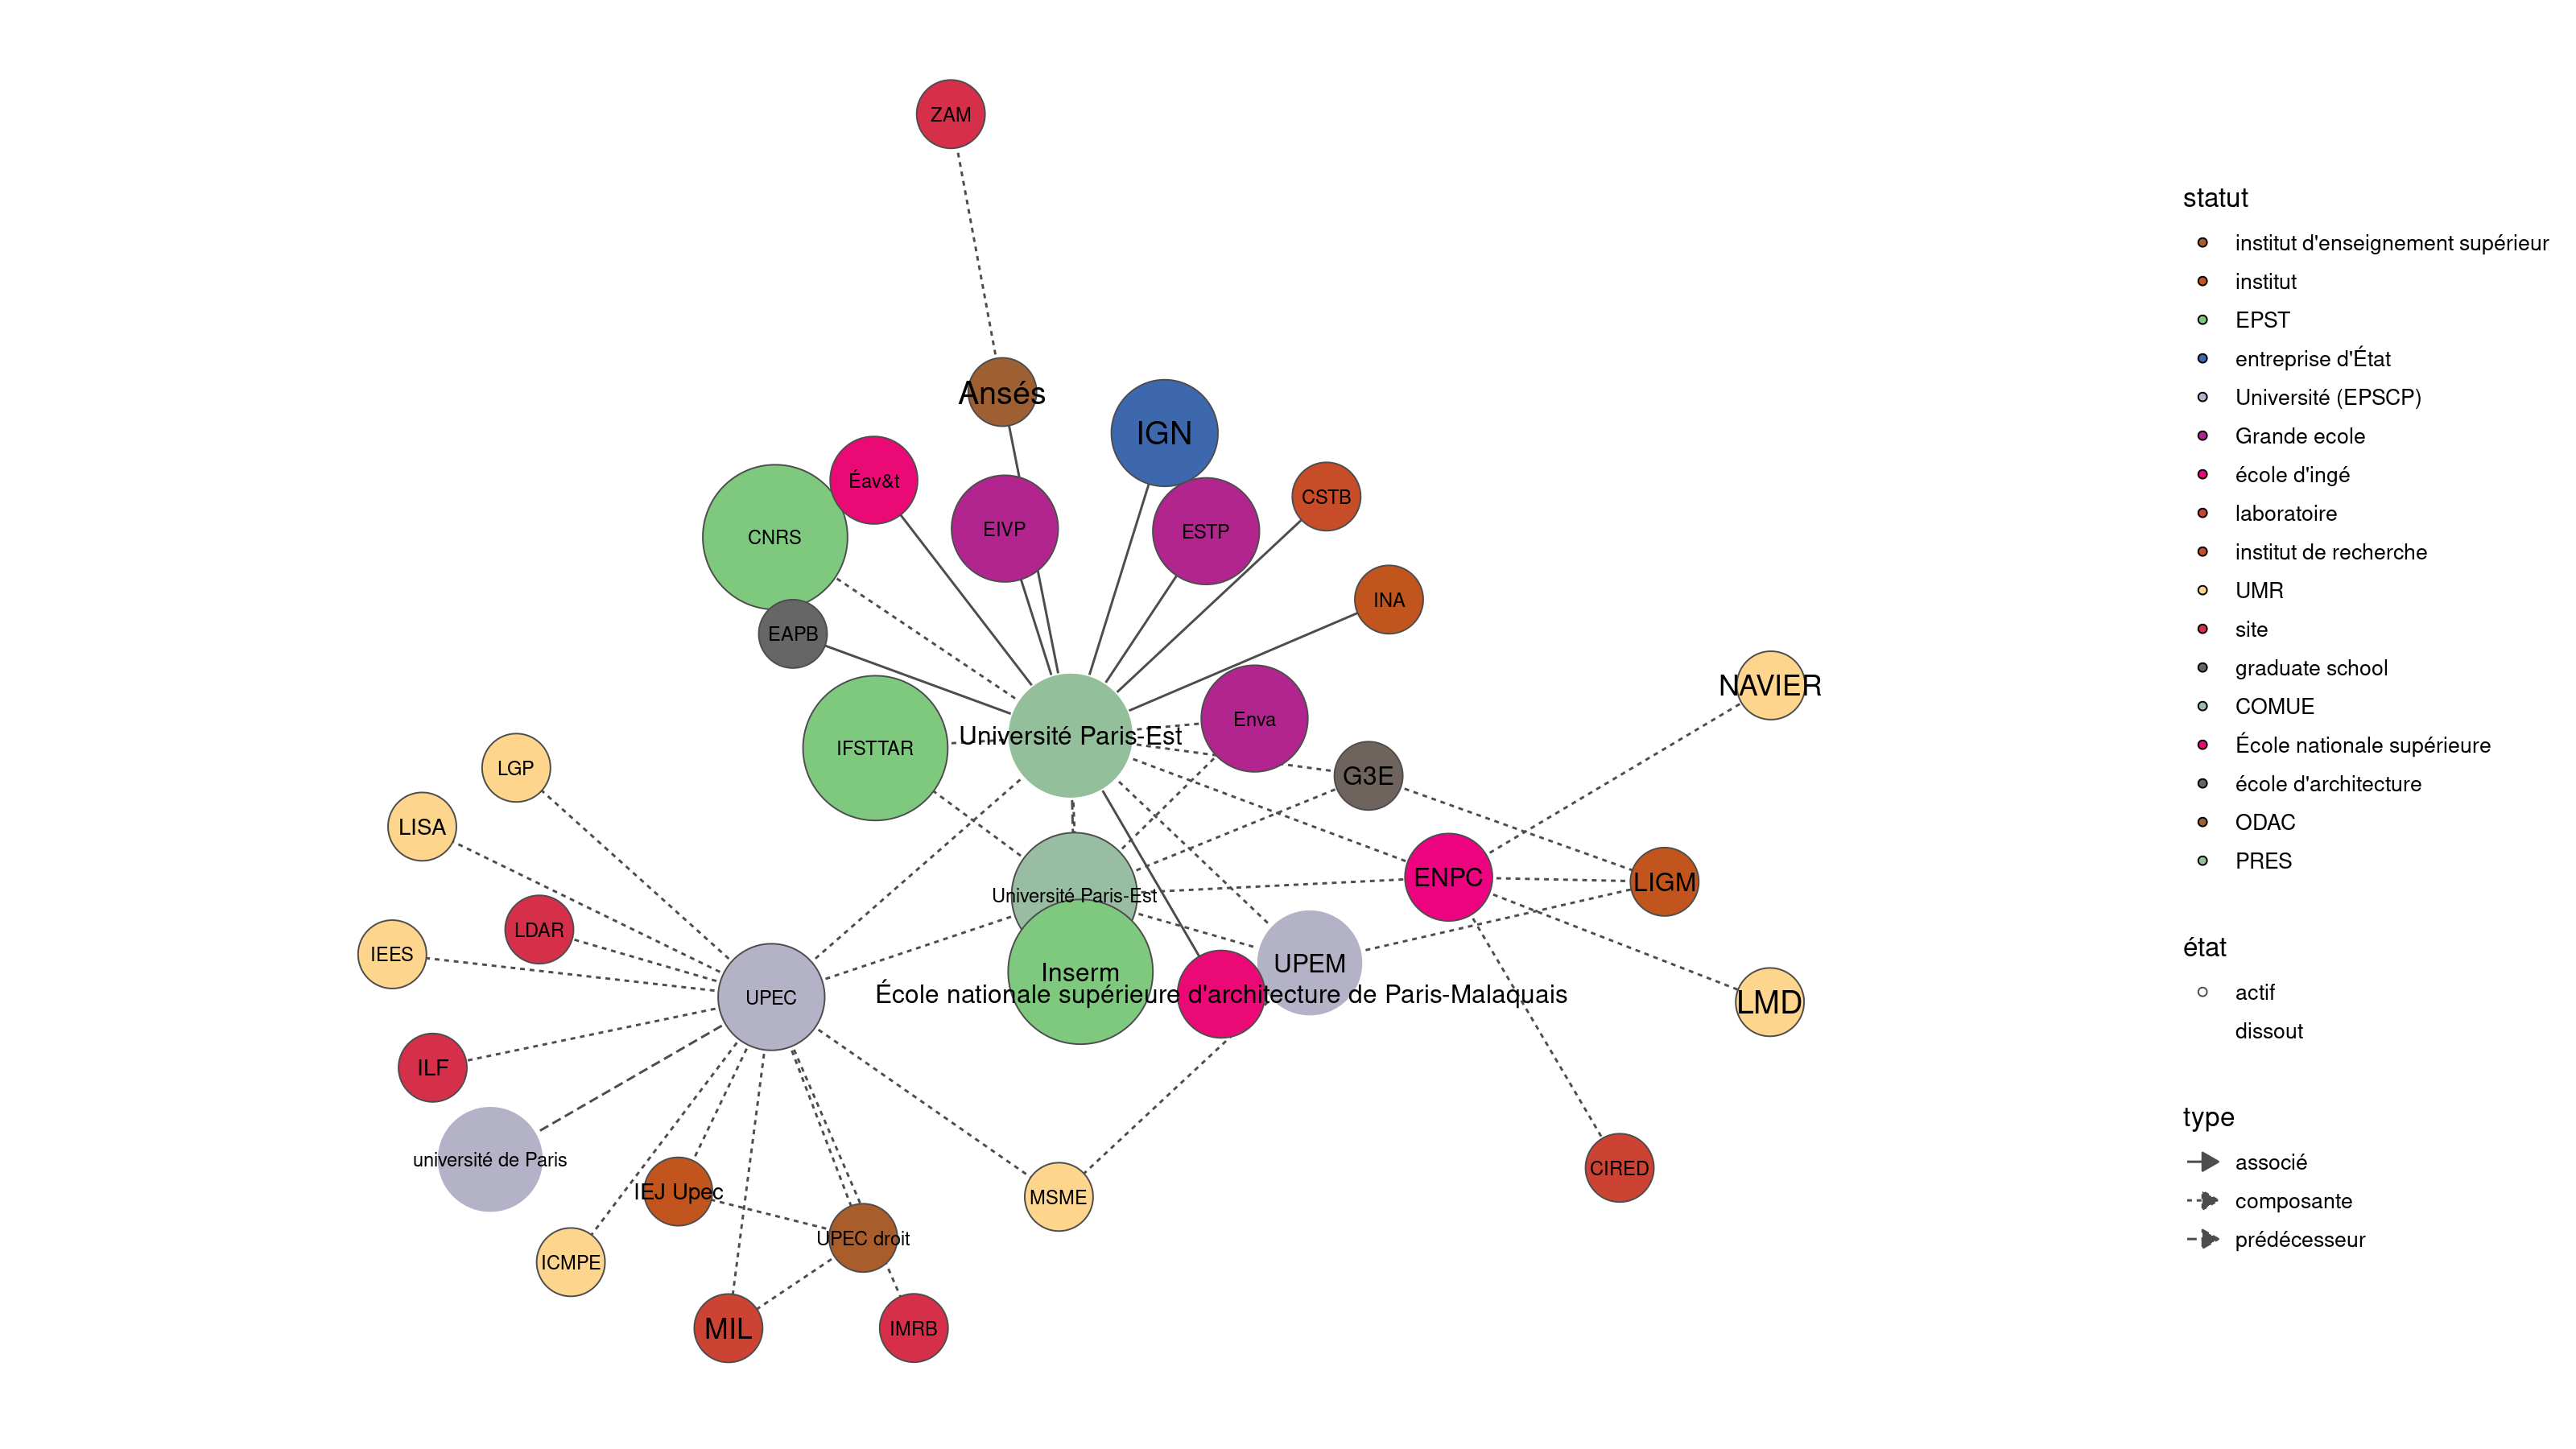 ZAM
Ansés
IGN
Éav&t
CSTB
EIVP
ESTP
CNRS
INA
EAPB
NAVIER
Enva
Université Paris-Est
IFSTTAR
LGP
G3E
LISA
ENPC
LIGM
Université Paris-Est
LDAR
IEES
UPEM
Inserm
École nationale supérieure d'architecture de Paris-Malaquais
UPEC
LMD
ILF
université de Paris
CIRED
IEJ Upec
MSME
UPEC droit
ICMPE
MIL
IMRB
statut
institut d'enseignement supérieur
institut
EPST
entreprise d'État
Université (EPSCP)
Grande ecole
école d'ingé
laboratoire
institut de recherche
UMR
site
graduate school
COMUE
École nationale supérieure
école d'architecture
ODAC
PRES
état
actif
dissout
type
associé
composante
prédécesseur